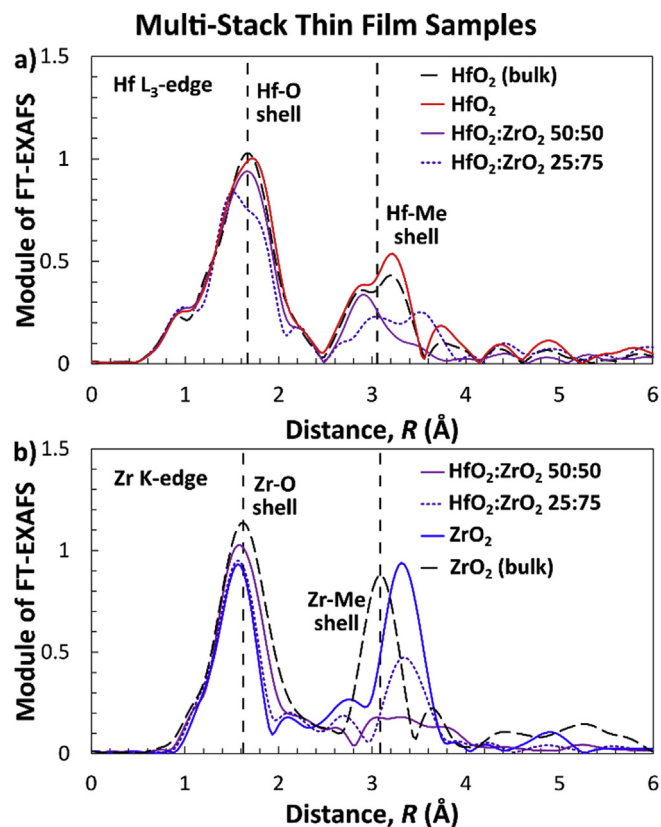 Multi-Stack Thin Film Samples
a)
1.5
1
0.5
0
Module of FT-EXAFS
Hf L₃-edge
Hf-O
shell
Hf-Me
shell
HfO₂ (bulk)
HfO₂
HfO₂:ZrO₂ 50:50
HfO₂:ZrO₂ 25:75
0 1 2 3 4 5 6
Distance, R (Å)
b)
1.5
1
0.5
0
Module of FT-EXAFS
Zr K-edge
Zr-O
shell
Zr-Me
shell
HfO₂:ZrO₂ 50:50
HfO₂:ZrO₂ 25:75
ZrO₂
ZrO₂ (bulk)
0 1 2 3 4 5 6
Distance, R (Å)